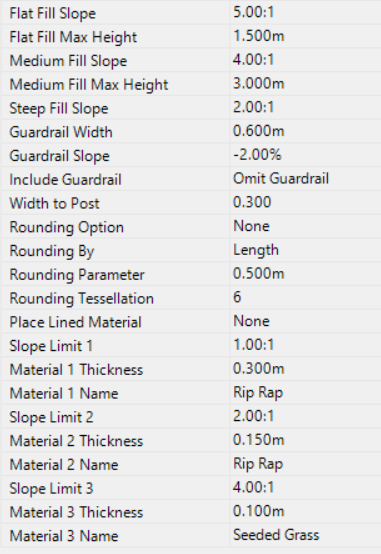 Flat Fill Slope 5.00:1
Flat Fill Max Height 1.500m
Medium Fill Slope 4.00:1
Medium Fill Max Height 3.000m
Steep Fill Slope 2.00:1
Guardrail Width 0.600m
Guardrail Slope -2.00%
Include Guardrail Omit Guardrail
Width to Post 0.300
Rounding Option None
Rounding By Length
Rounding Parameter 0.500m
Rounding Tessellation 6
Place Lined Material None
Slope Limit 1 1.00:1
Material 1 Thickness 0.300m
Material 1 Name Rip Rap
Slope Limit 2 2.00:1
Material 2 Thickness 0.150m
Material 2 Name Rip Rap
Slope Limit 3 4.00:1
Material 3 Thickness 0.100m
Material 3 Name Seeded Grass